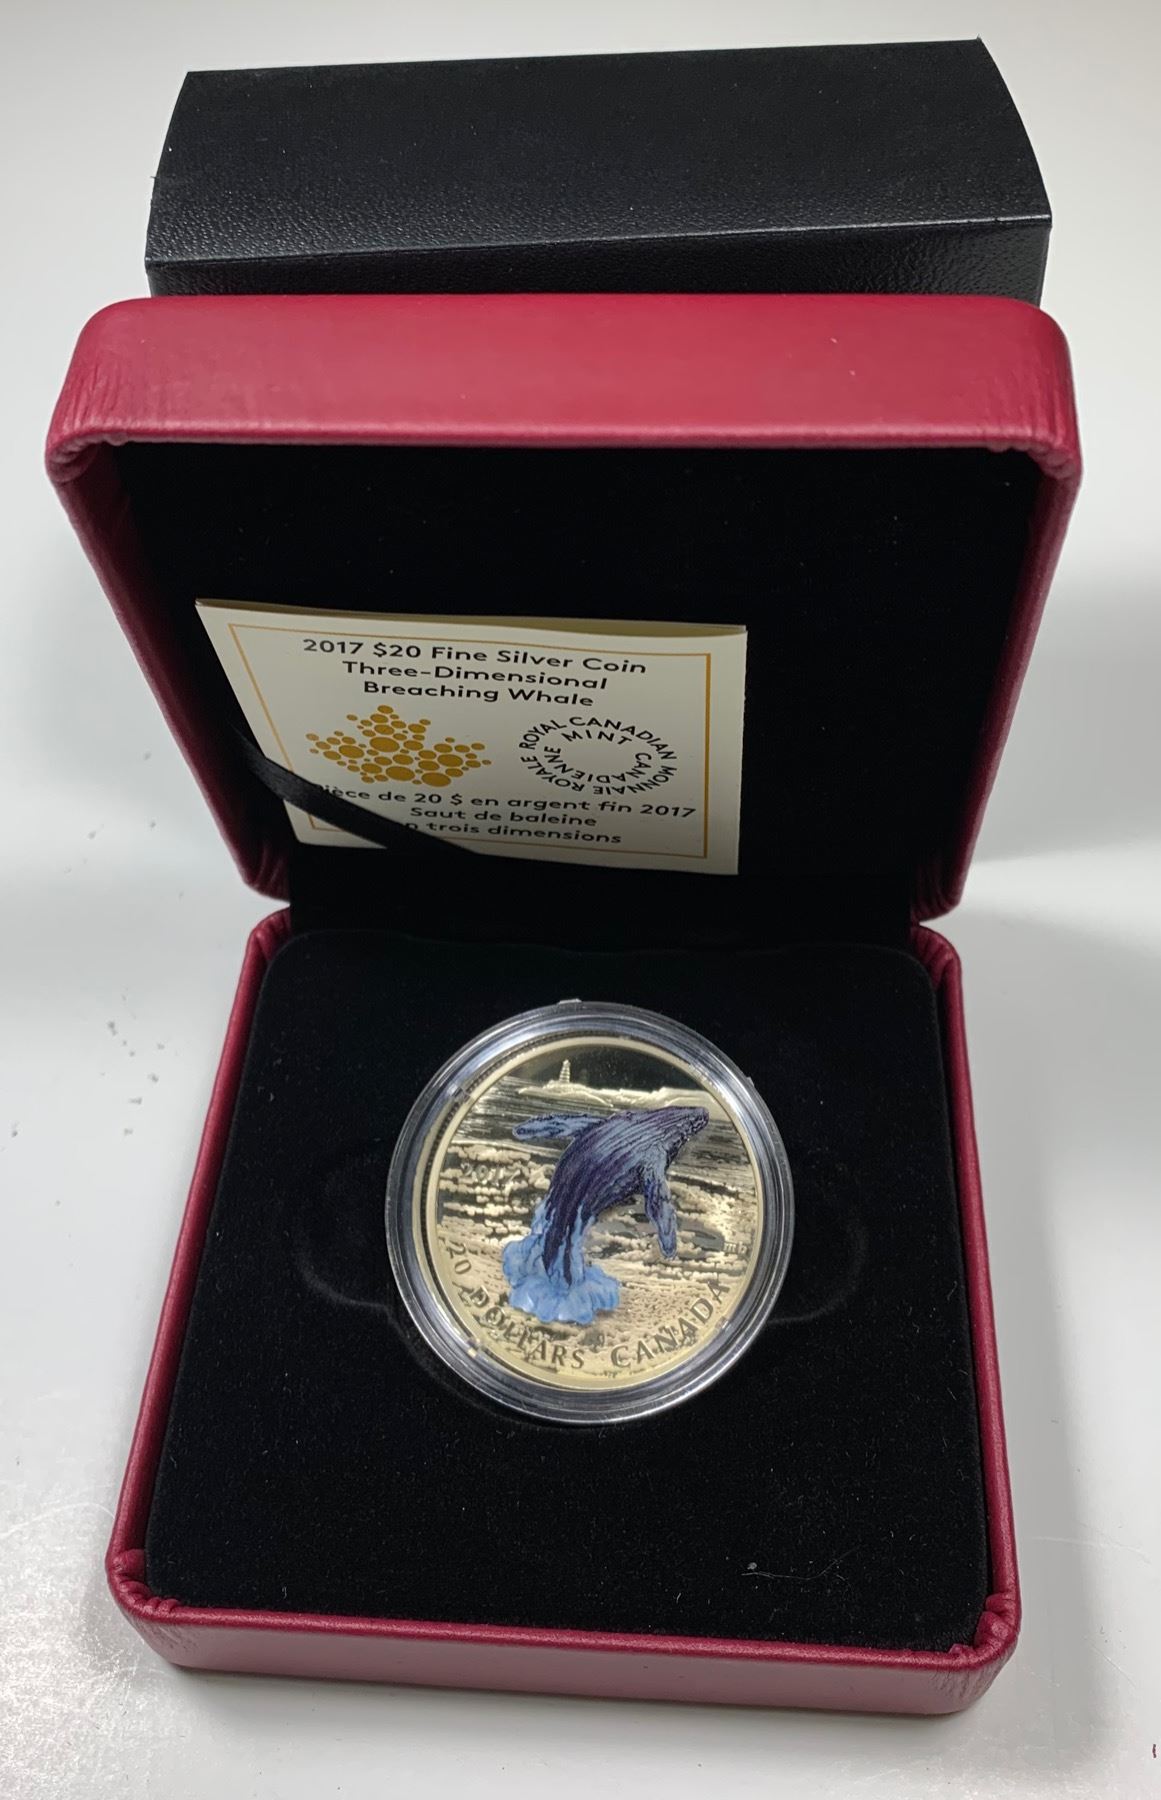 2017 $20 Fine Silver Coin
Three-Dimensional
Breaching Whale
ROYAL CANADIAN MINT
MONNAIE ROYALE CANADIENNE
de 20 $ en argent fin 2017
Saut de baleine
trois dimensions
2017
20 DOLLARS CANADA